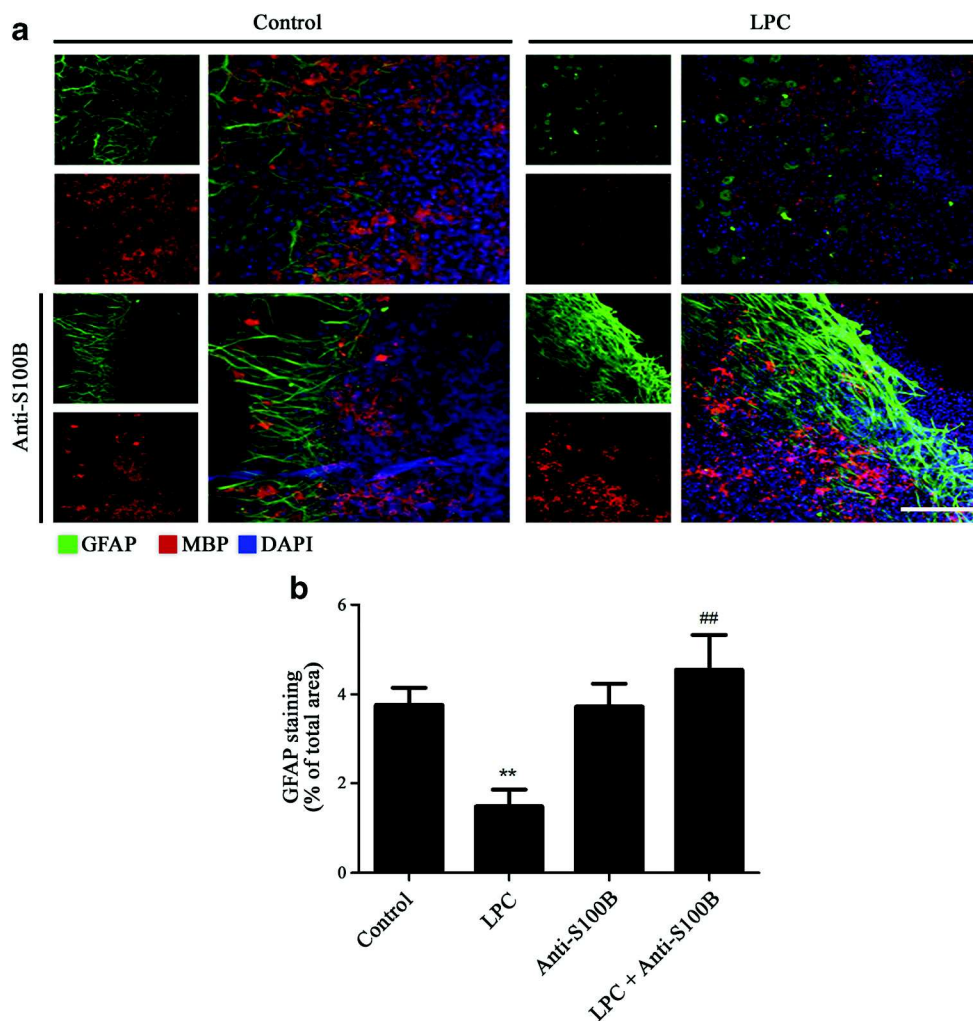 a
Control
LPC
Anti-S100B
GFAP MBP DAPI
b
GFAP staining
(% of total area)
6
4
2
0
**
##
Control
LPC
Anti-S100B
LPC + Anti-S100B